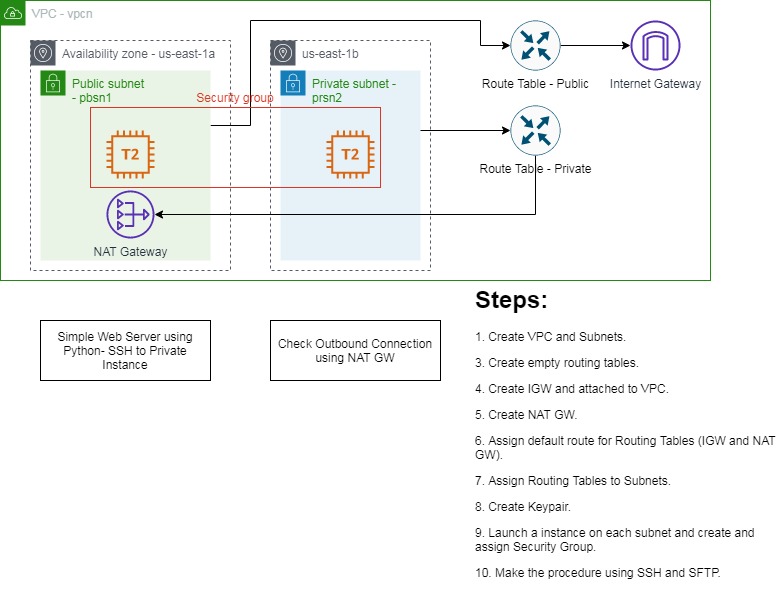 VPC - vpcn
Availability zone - us-east-1a
us-east-1b
Public subnet
- pbsn1
Private subnet -
prsn2
Security group
T2
T2
NAT Gateway
Route Table - Public
Internet Gateway
Route Table - Private
Simple Web Server using
Python- SSH to Private
Instance
Check Outbound Connection
using NAT GW
Steps:
1. Create VPC and Subnets.
3. Create empty routing tables.
4. Create IGW and attached to VPC.
5. Create NAT GW.
6. Assign default route for Routing Tables (IGW and NAT
GW).
7. Assign Routing Tables to Subnets.
8. Create Keypair.
9. Launch a instance on each subnet and create and
assign Security Group.
10. Make the procedure using SSH and SFTP.